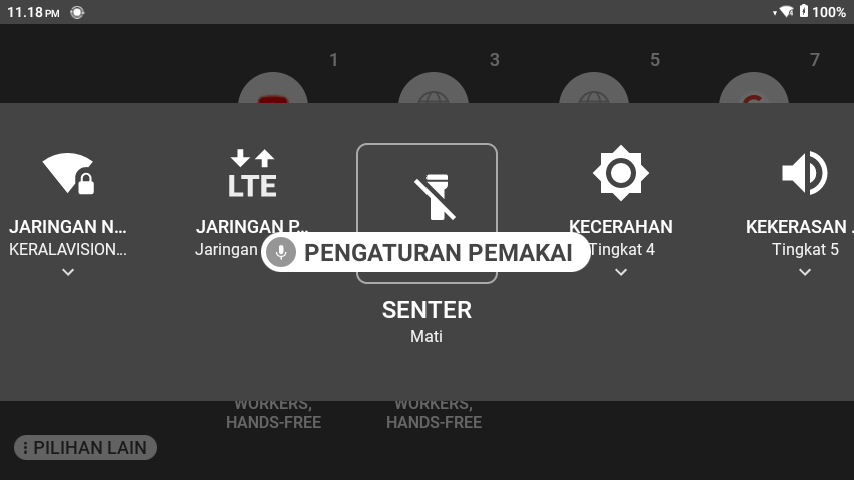 11.18 PM
100%
1
3
5
7
LTE
JARINGAN N...
KERALAVISION...
JARINGAN P...
Jaringan
PENGATURAN PEMAKAI
SENTER
Mati
KECERAHAN
Tingkat 4
KEKERASAN .
Tingkat 5
WORKERS,
HANDS-FREE
WORKERS,
HANDS-FREE
PILIHAN LAIN